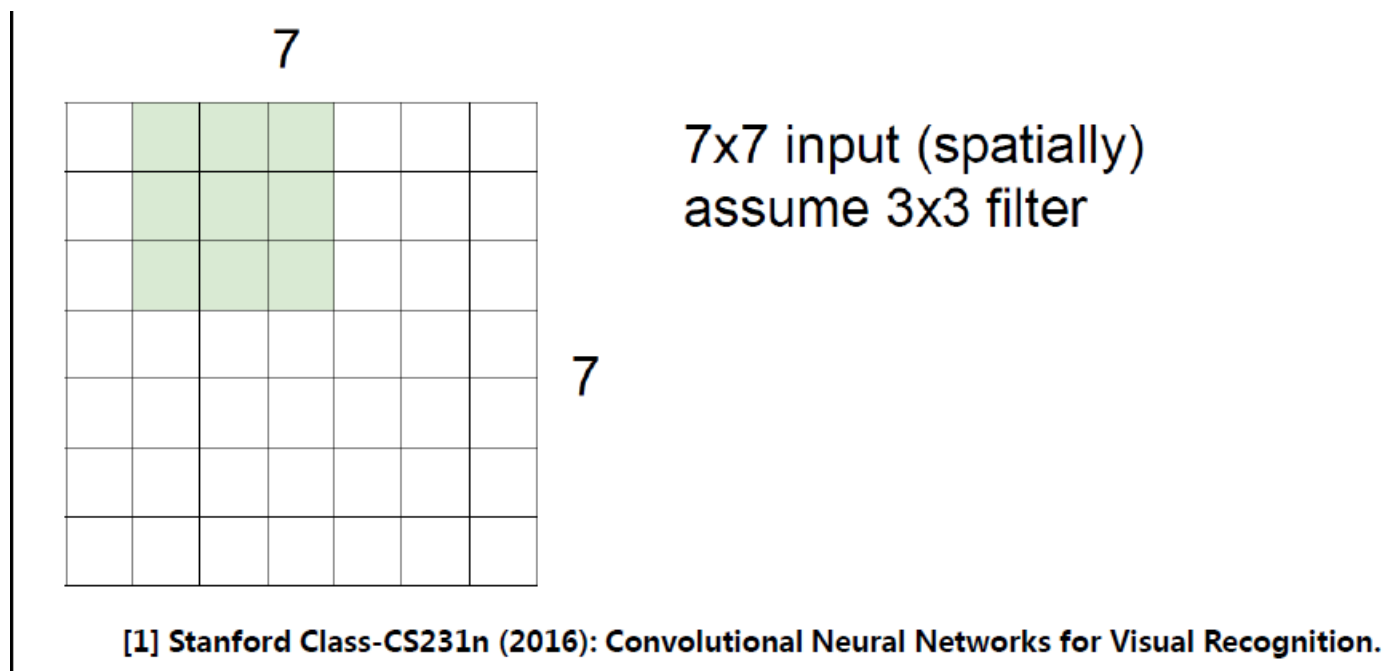 7
7x7 input (spatially)
assume 3x3 filter
7
[1] Stanford Class-CS231n (2016): Convolutional Neural Networks for Visual Recognition.